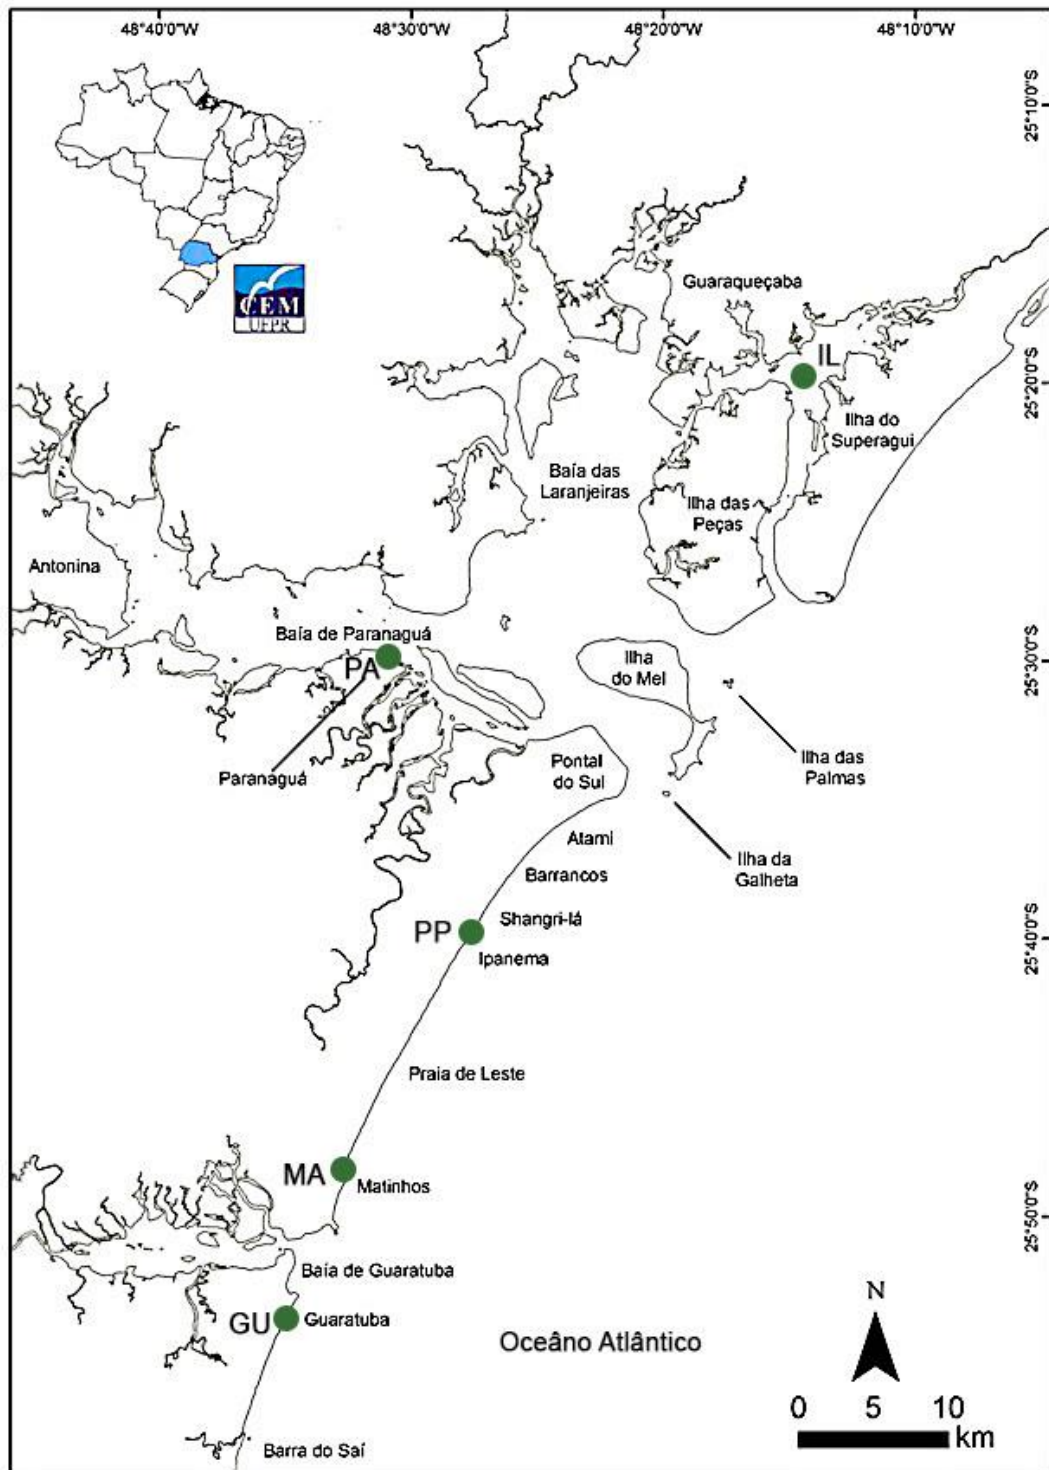 48°40'0"W
48°30'0"W
48°20'0"W
48°10'0"W
25°10'0"S
CEM
UFPR
Guaraqueçaba
IL
25°20'0"S
Ilha do
Superagui
Baía das
Laranjeiras
Ilha das
Peças
Antonina
Baía de Paranaguá
PA
Ilha
do Mel
25°30'0"S
Paranaguá
Pontal
do Sul
Ilha das
Palmas
Atami
Ilha da
Galheta
Barrancos
Shangri-lá
PP
Ipanema
25°40'0"S
Praia de Leste
MA
Matinhos
25°50'0"S
Baía de Guaratuba
GU
Guaratuba
Oceâno Atlântico
N
0 5 10
km
Barra do Saí